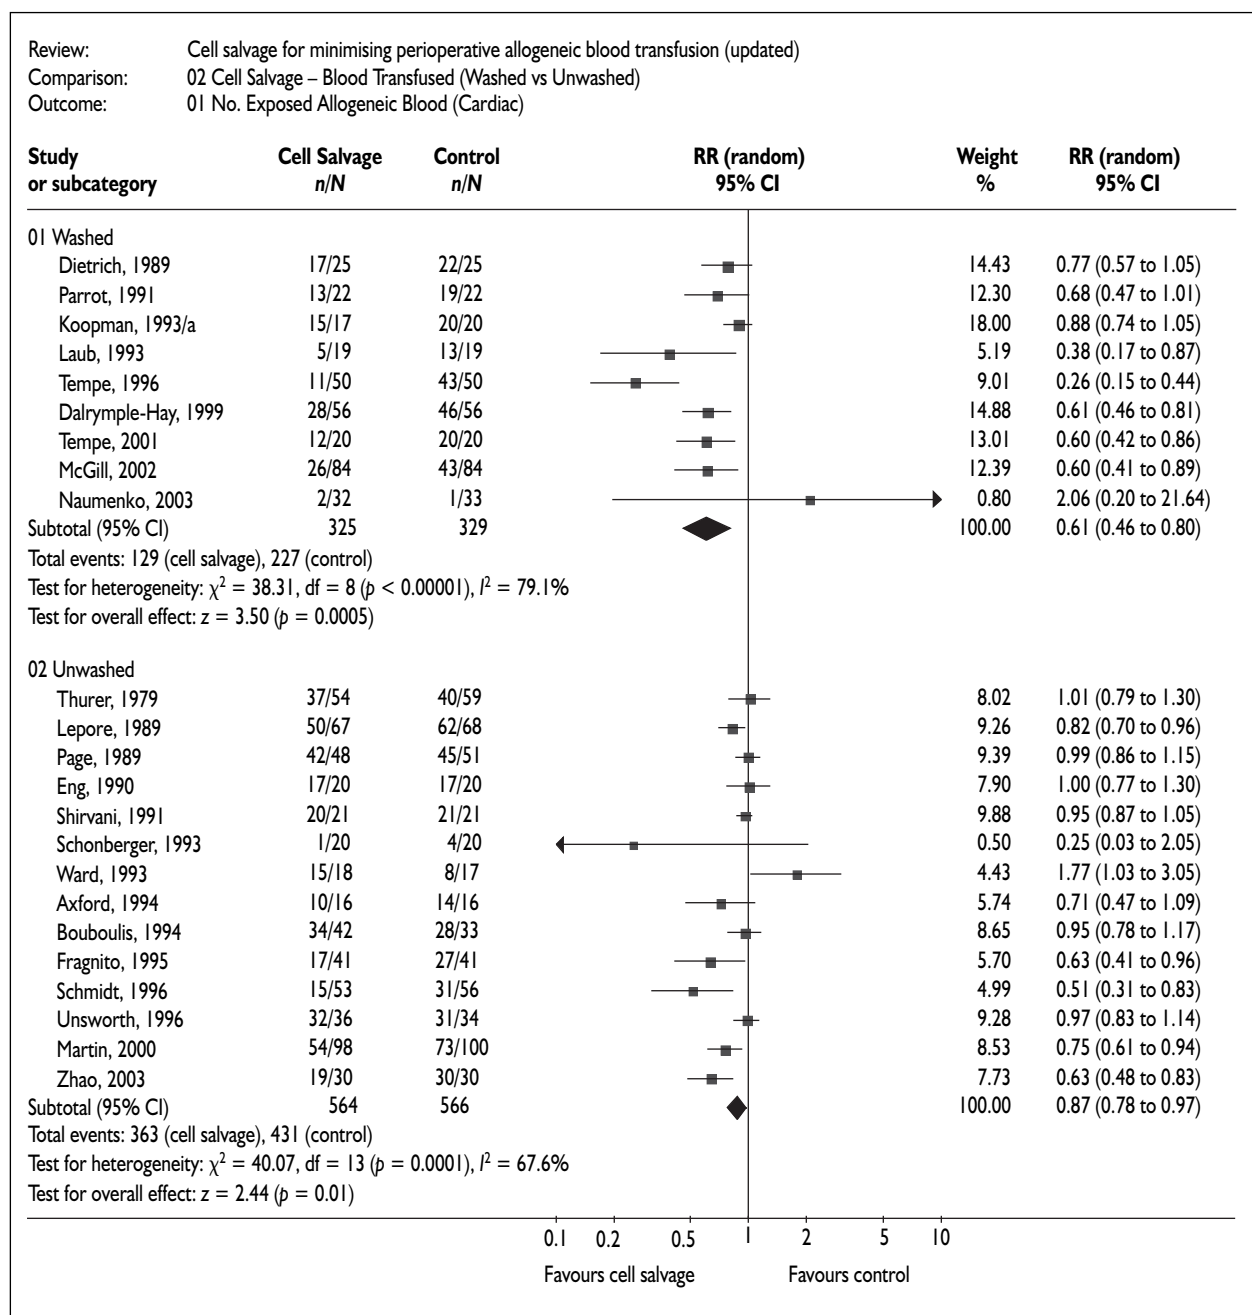 Review: Cell salvage for minimising perioperative allogeneic blood transfusion (updated)
Comparison: 02 Cell Salvage – Blood Transfused (Washed vs Unwashed)
Outcome: 01 No. Exposed Allogeneic Blood (Cardiac)
Study Cell Salvage Control RR (random) Weight RR (random)
or subcategory n/N n/N 95% CI % 95% CI
01 Washed
Dietrich, 1989 17/25 22/25 14.43 0.77 (0.57 to 1.05)
Parrot, 1991 13/22 19/22 12.30 0.68 (0.47 to 1.01)
Koopman, 1993/a 15/17 20/20 18.00 0.88 (0.74 to 1.05)
Laub, 1993 5/19 13/19 5.19 0.38 (0.17 to 0.87)
Tempe, 1996 11/50 43/50 9.01 0.26 (0.15 to 0.44)
Dalrymple-Hay, 1999 28/56 46/56 14.88 0.61 (0.46 to 0.81)
Tempe, 2001 12/20 20/20 13.01 0.60 (0.42 to 0.86)
McGill, 2002 26/84 43/84 12.39 0.60 (0.41 to 0.89)
Naumenko, 2003 2/32 1/33 0.80 2.06 (0.20 to 21.64)
Subtotal (95% CI) 325 329 100.00 0.61 (0.46 to 0.80)
Total events: 129 (cell salvage), 227 (control)
Test for heterogeneity: χ² = 38.31, df = 8 (p < 0.00001), I² = 79.1%
Test for overall effect: z = 3.50 (p = 0.0005)
02 Unwashed
Thurer, 1979 37/54 40/59 8.02 1.01 (0.79 to 1.30)
Lepore, 1989 50/67 62/68 9.26 0.82 (0.70 to 0.96)
Page, 1989 42/48 45/51 9.39 0.99 (0.86 to 1.15)
Eng, 1990 17/20 17/20 7.90 1.00 (0.77 to 1.30)
Shirvani, 1991 20/21 21/21 9.88 0.95 (0.87 to 1.05)
Schonberger, 1993 1/20 4/20 0.50 0.25 (0.03 to 2.05)
Ward, 1993 15/18 8/17 4.43 1.77 (1.03 to 3.05)
Axford, 1994 10/16 14/16 5.74 0.71 (0.47 to 1.09)
Bouboulis, 1994 34/42 28/33 8.65 0.95 (0.78 to 1.17)
Fragnito, 1995 17/41 27/41 5.70 0.63 (0.41 to 0.96)
Schmidt, 1996 15/53 31/56 4.99 0.51 (0.31 to 0.83)
Unsworth, 1996 32/36 31/34 9.28 0.97 (0.83 to 1.14)
Martin, 2000 54/98 73/100 8.53 0.75 (0.61 to 0.94)
Zhao, 2003 19/30 30/30 7.73 0.63 (0.48 to 0.83)
Subtotal (95% CI) 564 566 100.00 0.87 (0.78 to 0.97)
Total events: 363 (cell salvage), 431 (control)
Test for heterogeneity: χ² = 40.07, df = 13 (p = 0.0001), I² = 67.6%
Test for overall effect: z = 2.44 (p = 0.01)
0.1 0.2 0.5 1 2 5 10
Favours cell salvage Favours control